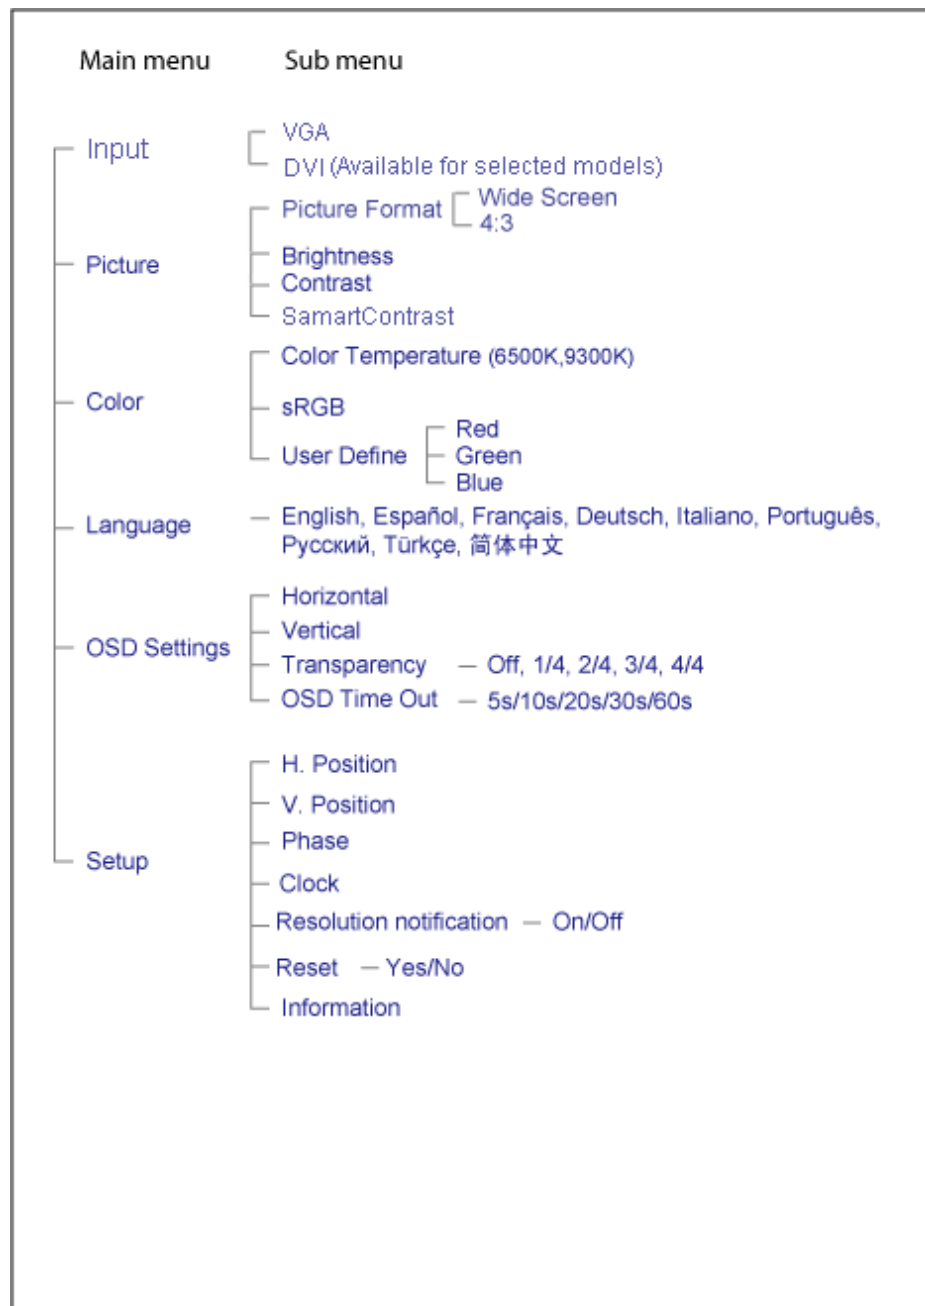 Main menu Sub menu
Input
VGA
DVI (Available for selected models)
Picture
Picture Format
Wide Screen
4:3
Brightness
Contrast
SamartContrast
Color
Color Temperature (6500K,9300K)
sRGB
User Define
Red
Green
Blue
Language
English, Español, Français, Deutsch, Italiano, Português,
Русский, Türkçe, 简体中文
OSD Settings
Horizontal
Vertical
Transparency — Off, 1/4, 2/4, 3/4, 4/4
OSD Time Out — 5s/10s/20s/30s/60s
Setup
H. Position
V. Position
Phase
Clock
Resolution notification — On/Off
Reset — Yes/No
Information